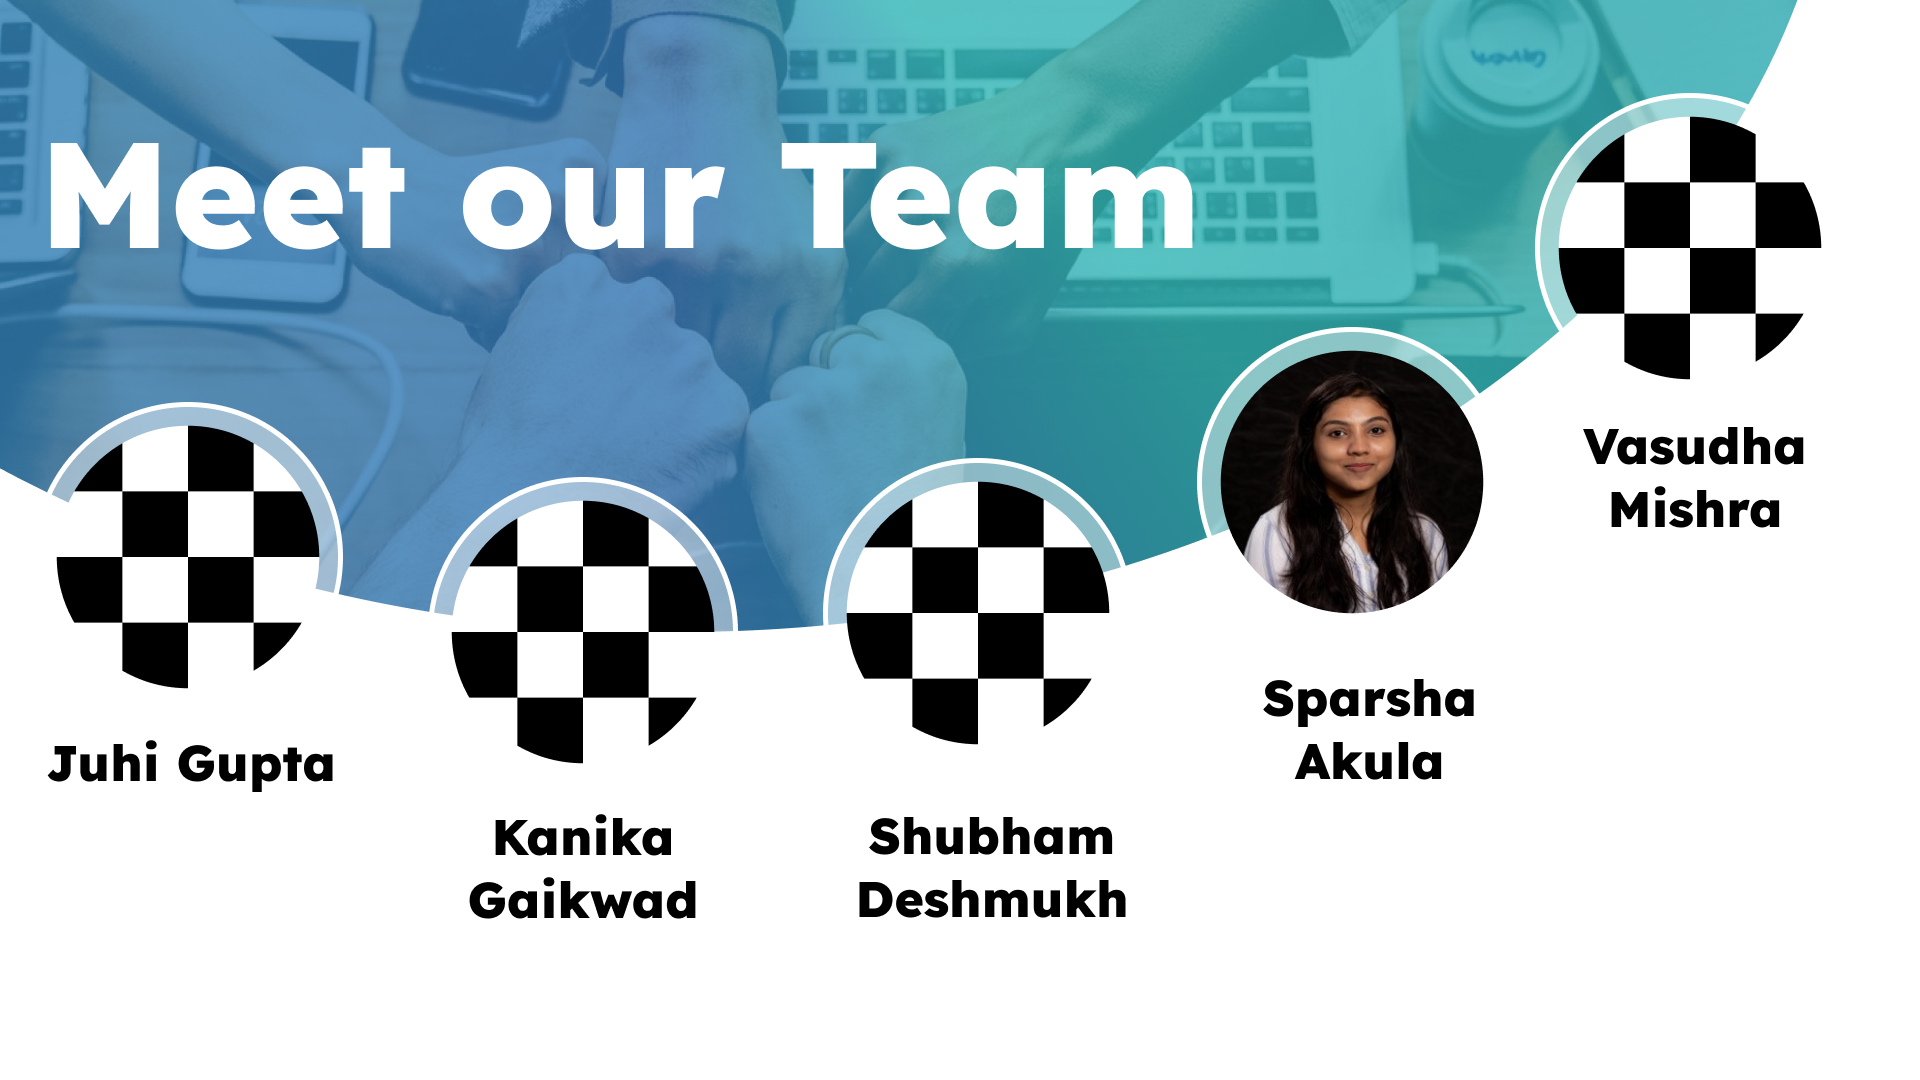 Meet our Team
Juhi Gupta
Kanika
Gaikwad
Shubham
Deshmukh
Sparsha
Akula
Vasudha
Mishra